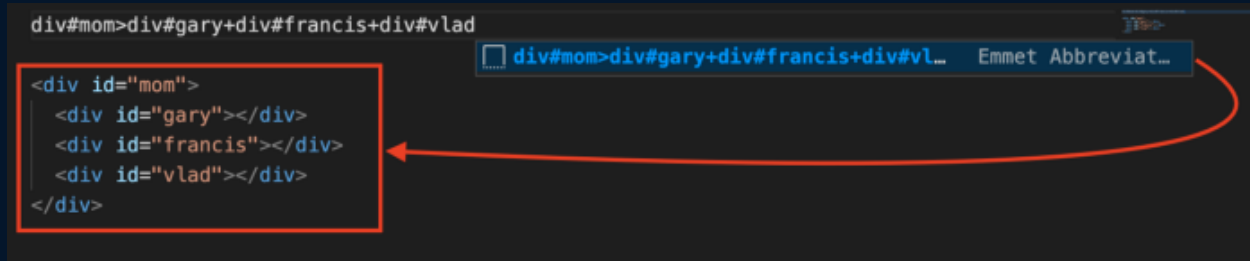 div#mom>div#gary+div#francis+div#vlad
div#mom>div#gary+div#francis+div#vl… Emmet Abbreviat…
<div id="mom">
<div id="gary"></div>
<div id="francis"></div>
<div id="vlad"></div>
</div>